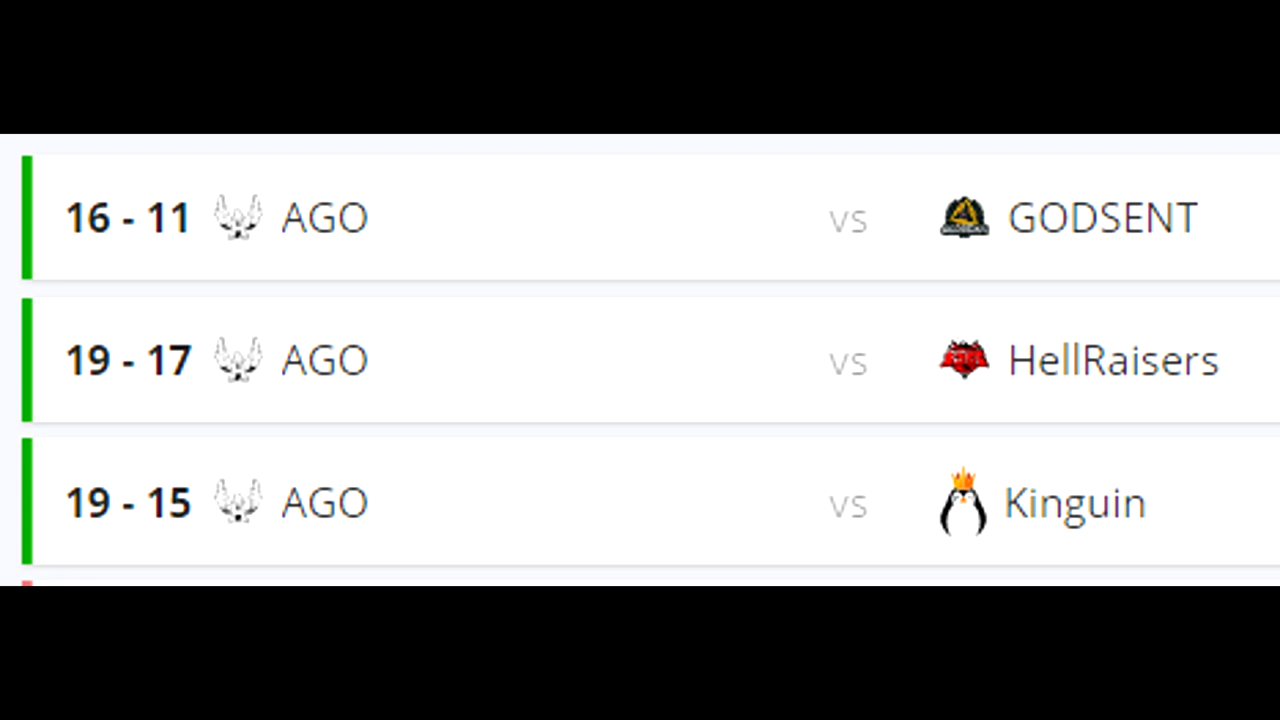 16 - 11 AGO vs GODSENT
19 - 17 AGO vs HellRaisers
19 - 15 AGO vs Kinguin